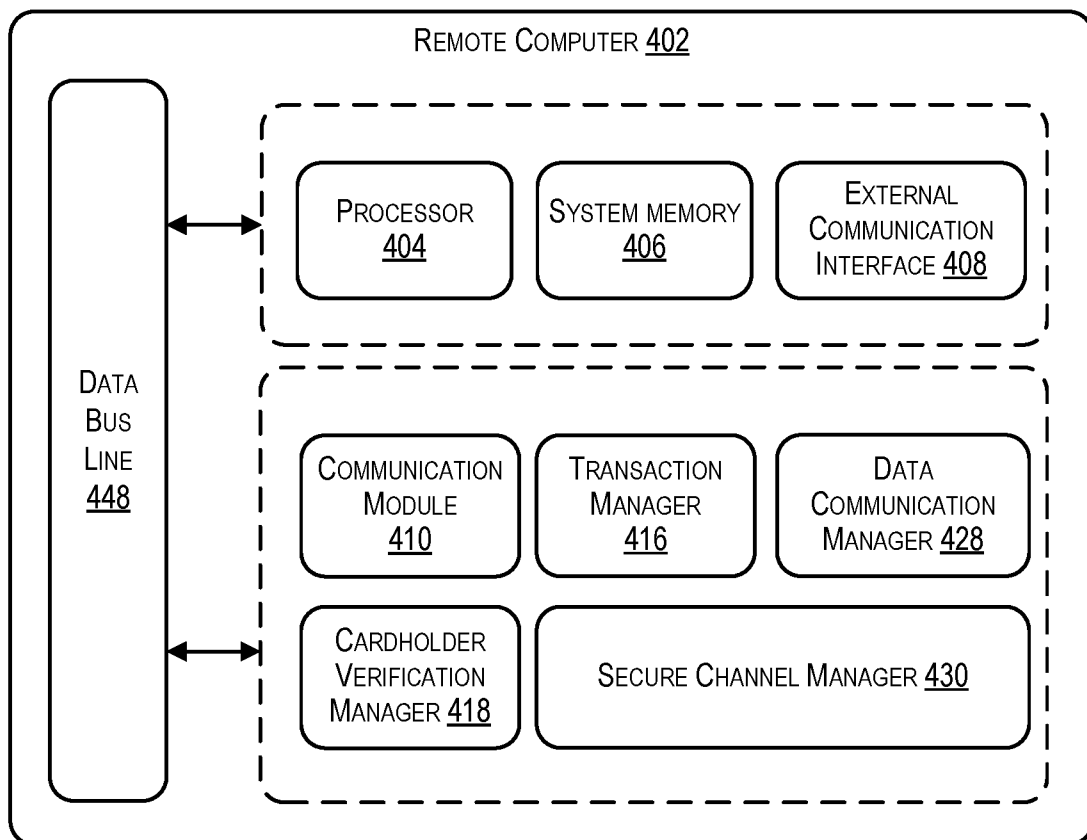 REMOTE COMPUTER 402
DATA
BUS
LINE
448
PROCESSOR
404
SYSTEM MEMORY
406
EXTERNAL
COMMUNICATION
INTERFACE 408
COMMUNICATION
MODULE
410
TRANSACTION
MANAGER
416
DATA
COMMUNICATION
MANAGER 428
CARDHOLDER
VERIFICATION
MANAGER 418
SECURE CHANNEL MANAGER 430